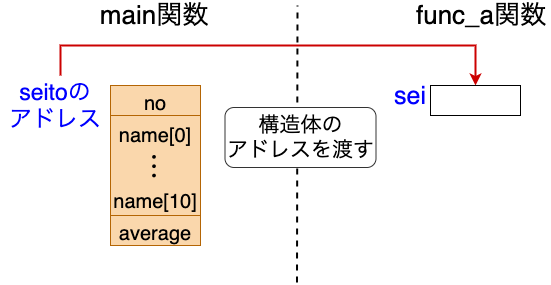 main関数
func_a関数
seitoの
アドレス
sei
no
name[0]
name[10]
average
構造体の
アドレスを渡す